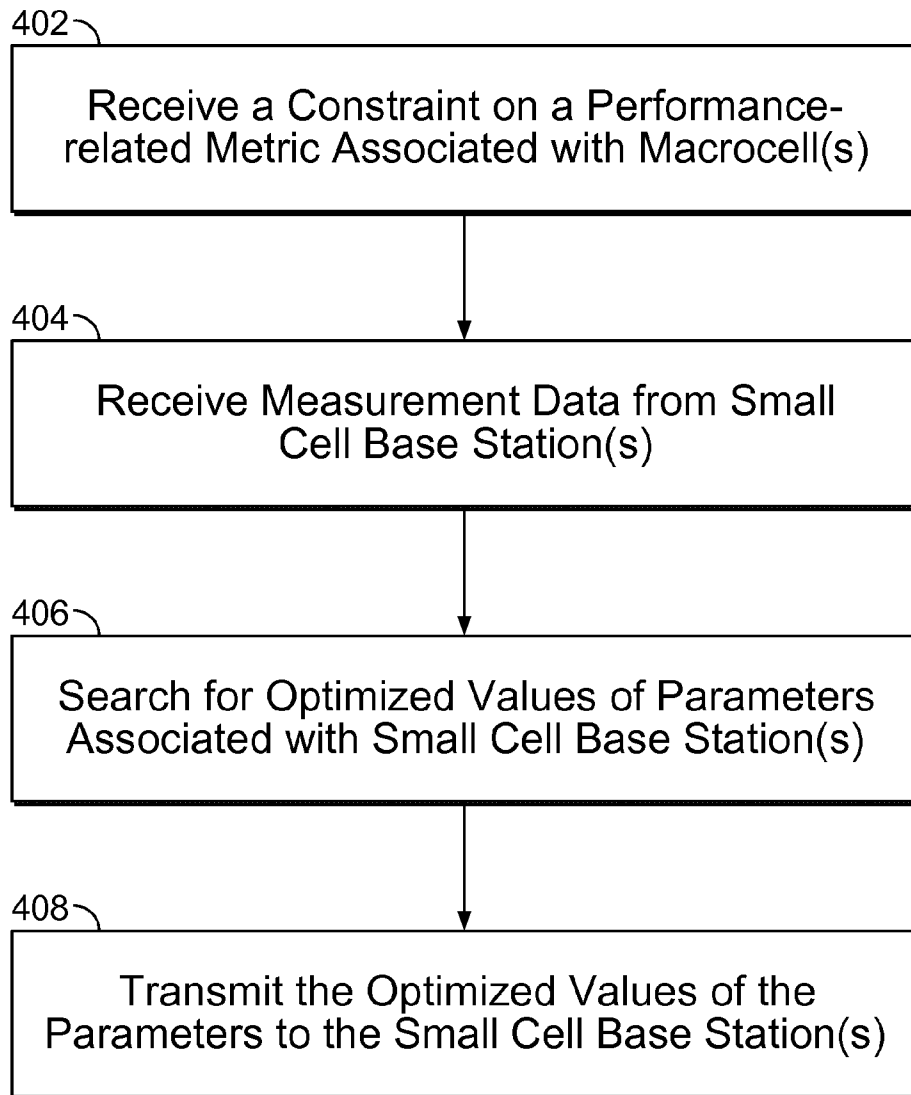 402
Receive a Constraint on a Performance-
related Metric Associated with Macrocell(s)
404
Receive Measurement Data from Small
Cell Base Station(s)
406
Search for Optimized Values of Parameters
Associated with Small Cell Base Station(s)
408
Transmit the Optimized Values of the
Parameters to the Small Cell Base Station(s)